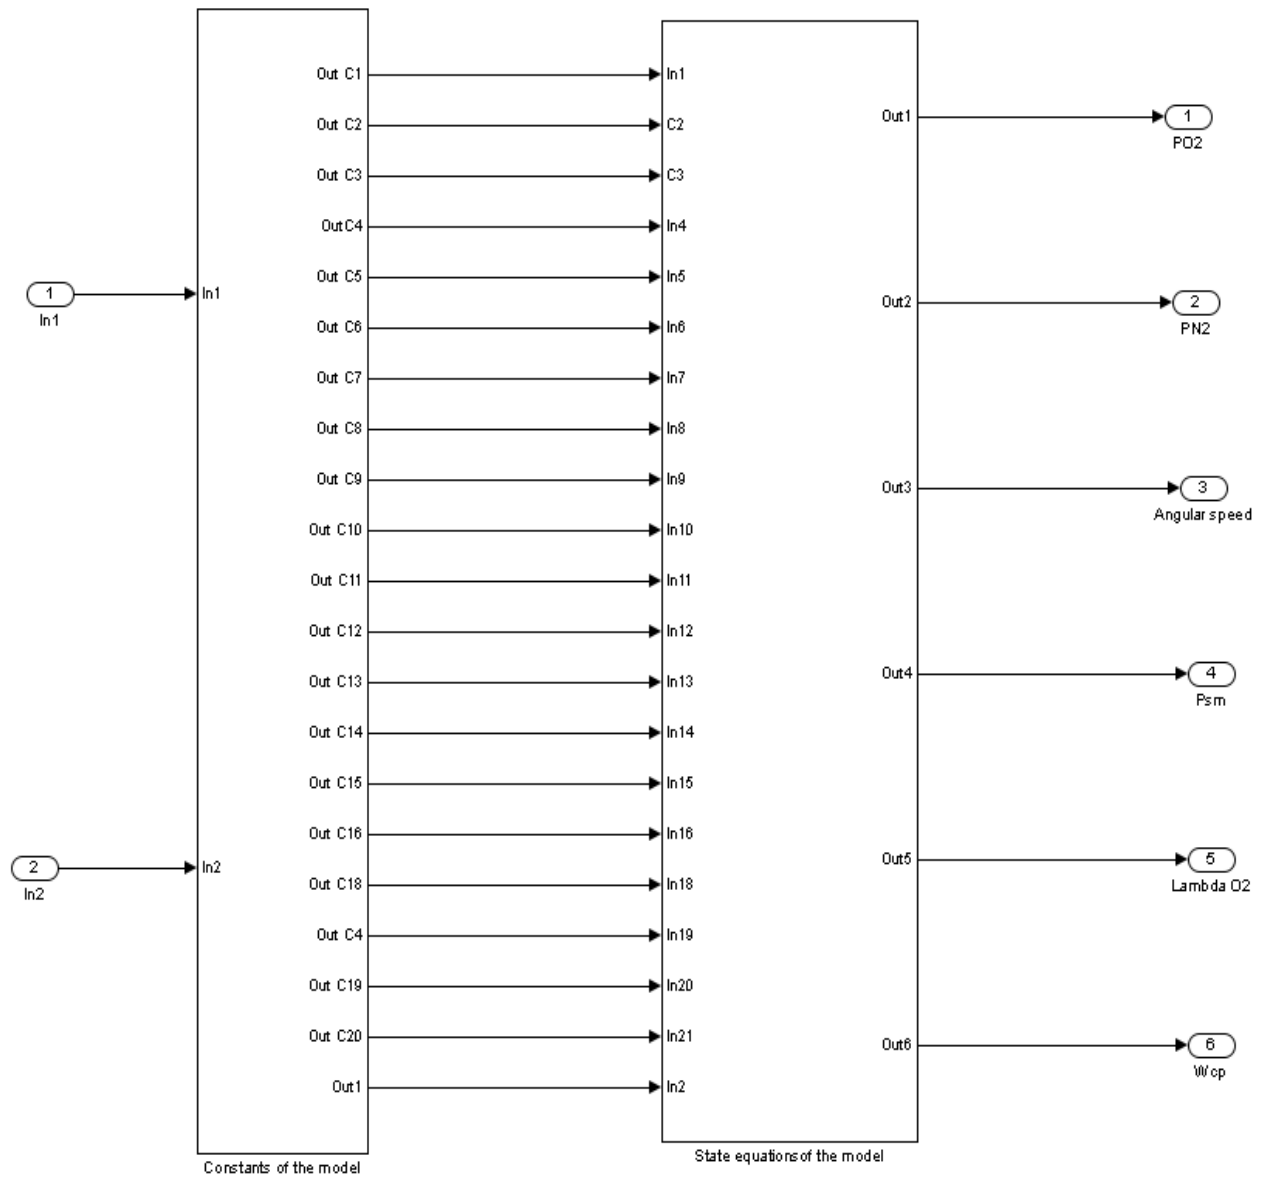 Out C1
In1
Out1
1
PO2
Out C2
C2
Out C3
C3
OutC4
In4
Out C5
In5
1
In1
In1
Out2
2
PN2
Out C6
In6
Out C7
In7
Out C8
In8
Out C9
In9
Out3
3
Angular speed
Out C10
In10
Out C11
In11
Out C12
In12
Out C13
In13
Out4
4
Psm
Out C14
In14
Out C15
In15
Out C16
In16
2
In2
In2
Out5
5
Lambda O2
Out C18
In18
Out C4
In19
Out C19
In20
Out C20
In21
Out6
6
Wcp
Out1
In2
Constants of the model
State equations of the model